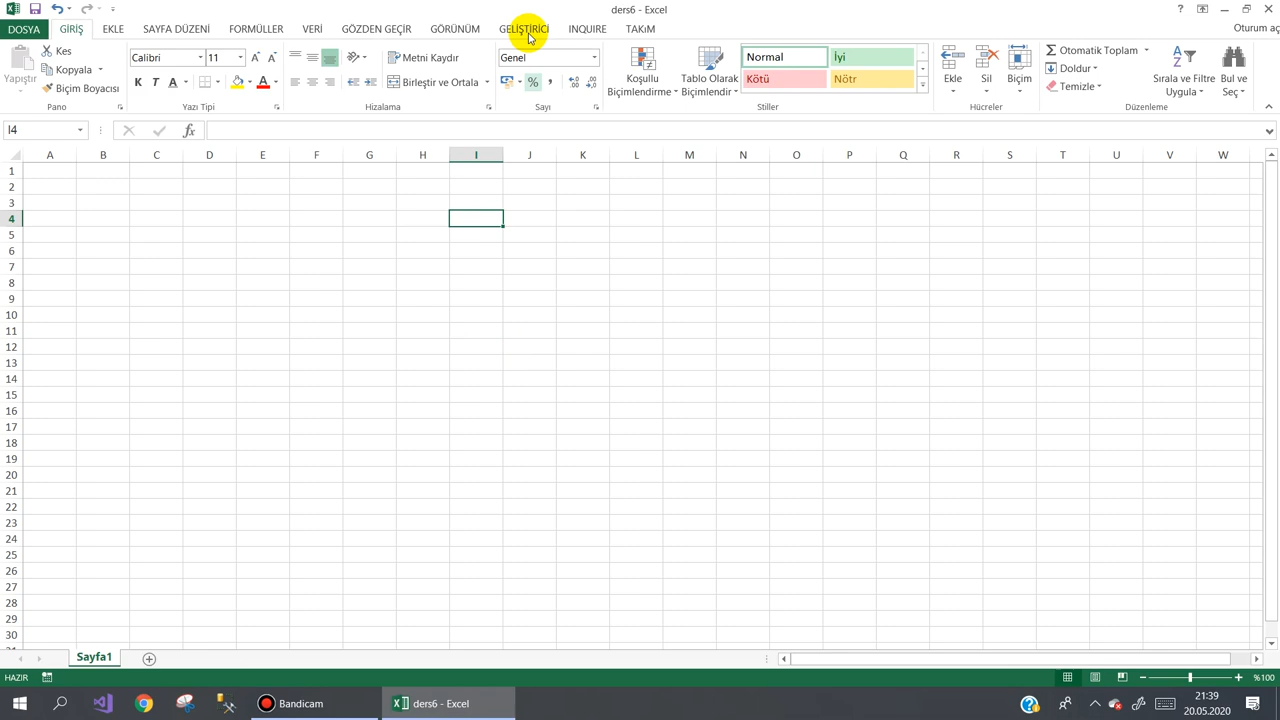 ders6 - Excel
DOSYA GİRİŞ EKLE SAYFA DÜZENİ FORMÜLLER VERİ GÖZDEN GEÇİR GÖRÜNÜM GELİŞTİRİCİ INQUIRE TAKıM Oturum aç
Yapıştır
Kes
Kopyala
Biçim Boyacısı
Pano
Calibri 11
K T A A
Yazı Tipi
Metni Kaydır
Birleştir ve Ortala
Hizalama
Genel
%
Sayı
Koşullu Biçimlendirme
Tablo Olarak Biçimlendir
Normal İyi
Kötü Nötr
Stiller
Ekle Sil Biçim
Hücreler
Otomatik Toplam
Doldur
Temizle
Sırala ve Filtre Uygula
Bul ve Seç
Düzenleme
I4 fx
A B C D E F G H I J K L M N O P Q R S T U V W
1
2
3
4
5
6
7
8
9
10
11
12
13
14
15
16
17
18
19
20
21
22
23
24
25
26
27
28
29
30
Sayfa1
HAZIR %100
Bandicam ders6 - Excel 21:39
20.05.2020